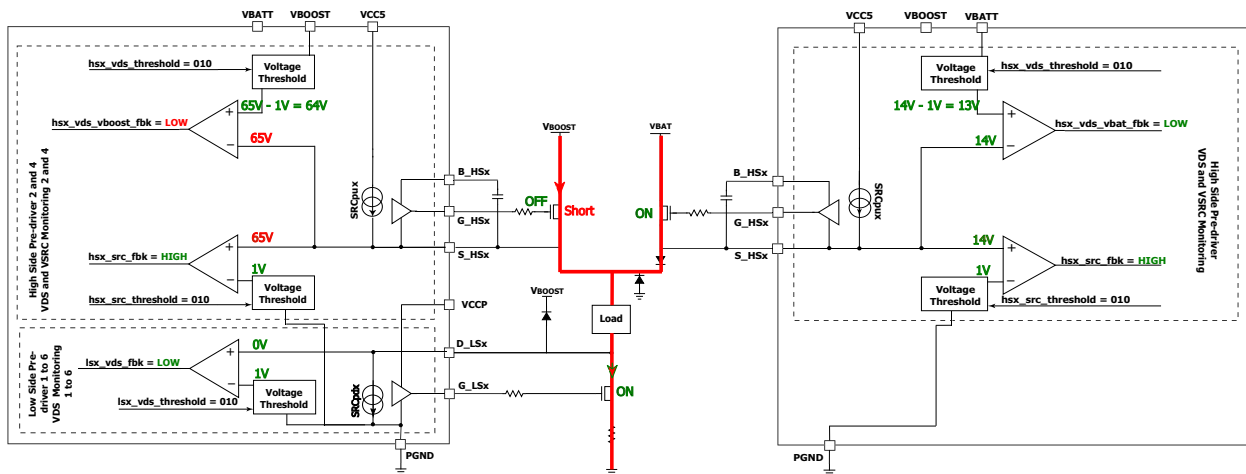 VBATT
VBOOST
VCC5
hsx_vds_threshold = 010
Voltage Threshold
65V - 1V = 64V
hsx_vds_vboost_fbk = LOW
65V
High Side Pre-driver 2 and 4
VDS and VSRC Monitoring 2 and 4
SRCpux
B_HSx
G_HSx
S_HSx
65V
hsx_src_fbk = HIGH
1V
Voltage Threshold
hsx_src_threshold = 010
VCCP
Low Side Pre-driver 1 to 6
VDS Monitoring
1 to 6
0V
D_LSx
lsx_vds_fbk = LOW
1V
Voltage Threshold
SRCpdx
G_LSx
lsx_vds_threshold = 010
PGND
VBOOST
VBAT
OFF
Short
ON
VBOOST
Load
ON
VCC5
VBOOST
VBATT
Voltage Threshold
hsx_vds_threshold = 010
14V - 1V = 13V
hsx_vds_vbat_fbk = LOW
14V
B_HSx
G_HSx
S_HSx
SRCpux
High Side Pre-driver
VDS and VSRC Monitoring
14V
1V
hsx_src_fbk = HIGH
Voltage Threshold
hsx_src_threshold = 010
PGND